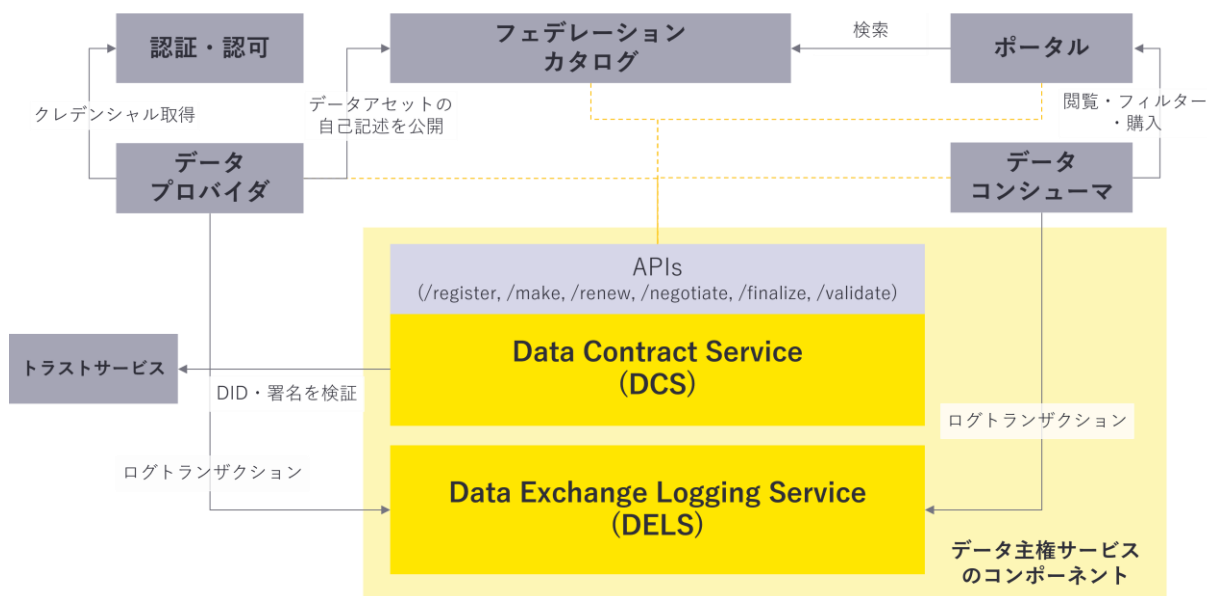 認証・認可
フェデレーション
カタログ
検索
ポータル
クレデンシャル取得
データアセットの
自己記述を公開
閲覧・フィルター
・購入
データ
プロバイダ
データ
コンシューマ
APIs
(/register, /make, /renew, /negotiate, /finalize, /validate)
Data Contract Service
(DCS)
トラストサービス
DID・署名を検証
ログトランザクション
ログトランザクション
Data Exchange Logging Service
(DELS)
データ主権サービス
のコンポーネント